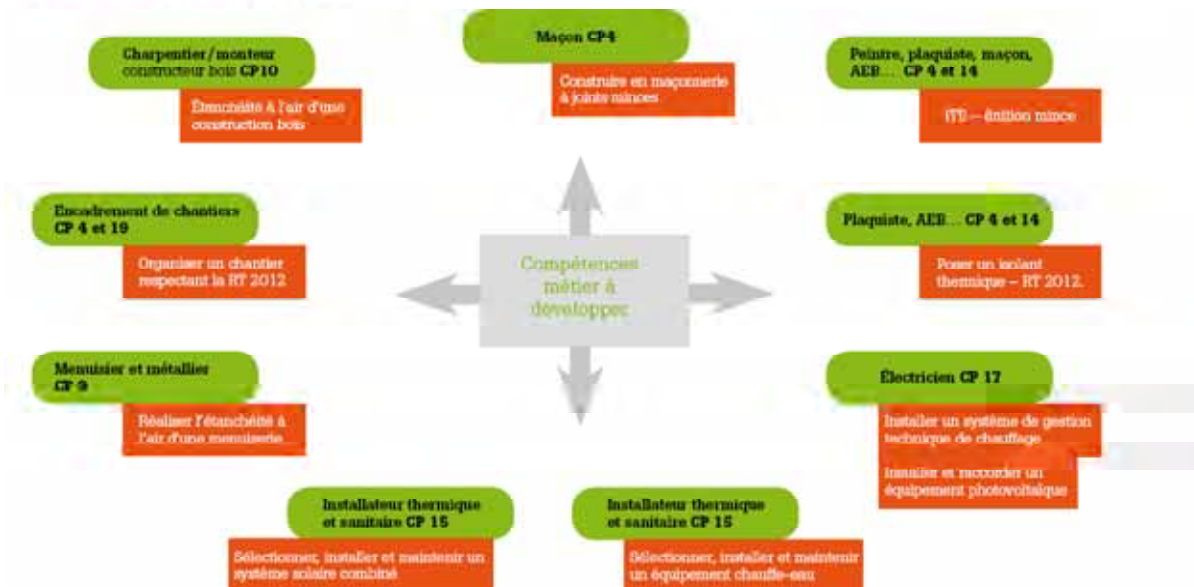 Charpentier/monteur
constructeur bois CP10
Étanchéité à l'air d'une
construction bois
Maçon CP4
Construire en maçonnerie
à joints minces
Peintre, plaquiste, maçon,
AEB... CP 4 et 14
finition mince
Encadrement de chantiers
CP 4 et 19
Organiser un chantier
respectant la RT 2012
Compétences
métier à
développer
Plaquiste, AEB... CP 4 et 14
Poser un isolant
thermique – RT 2012.
Menuisier et métallier
CP 9
Réaliser l'étanchéité à
l'air d'une menuiserie
Électricien CP 17
Installer un système de gestion
technique de chauffage
Installer et raccorder un
équipement photovoltaïque
Installateur thermique
et sanitaire CP 15
Sélectionner, installer et maintenir un
système solaire combiné
Installateur thermique
et sanitaire CP 15
Sélectionner, installer et maintenir
un équipement chauffe-eau